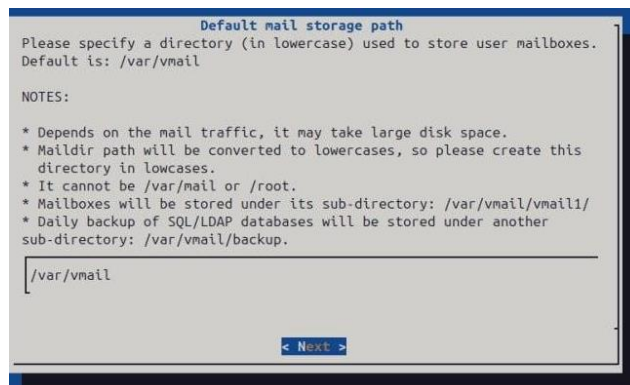 Default mail storage path
Please specify a directory (in lowercase) used to store user mailboxes.
Default is: /var/vmail
NOTES:
* Depends on the mail traffic, it may take large disk space.
* Maildir path will be converted to lowercases, so please create this
directory in lowcases.
* It cannot be /var/mail or /root.
* Mailboxes will be stored under its sub-directory: /var/vmail/vmail1/
* Daily backup of SQL/LDAP databases will be stored under another
sub-directory: /var/vmail/backup.
/var/vmail
< Next >